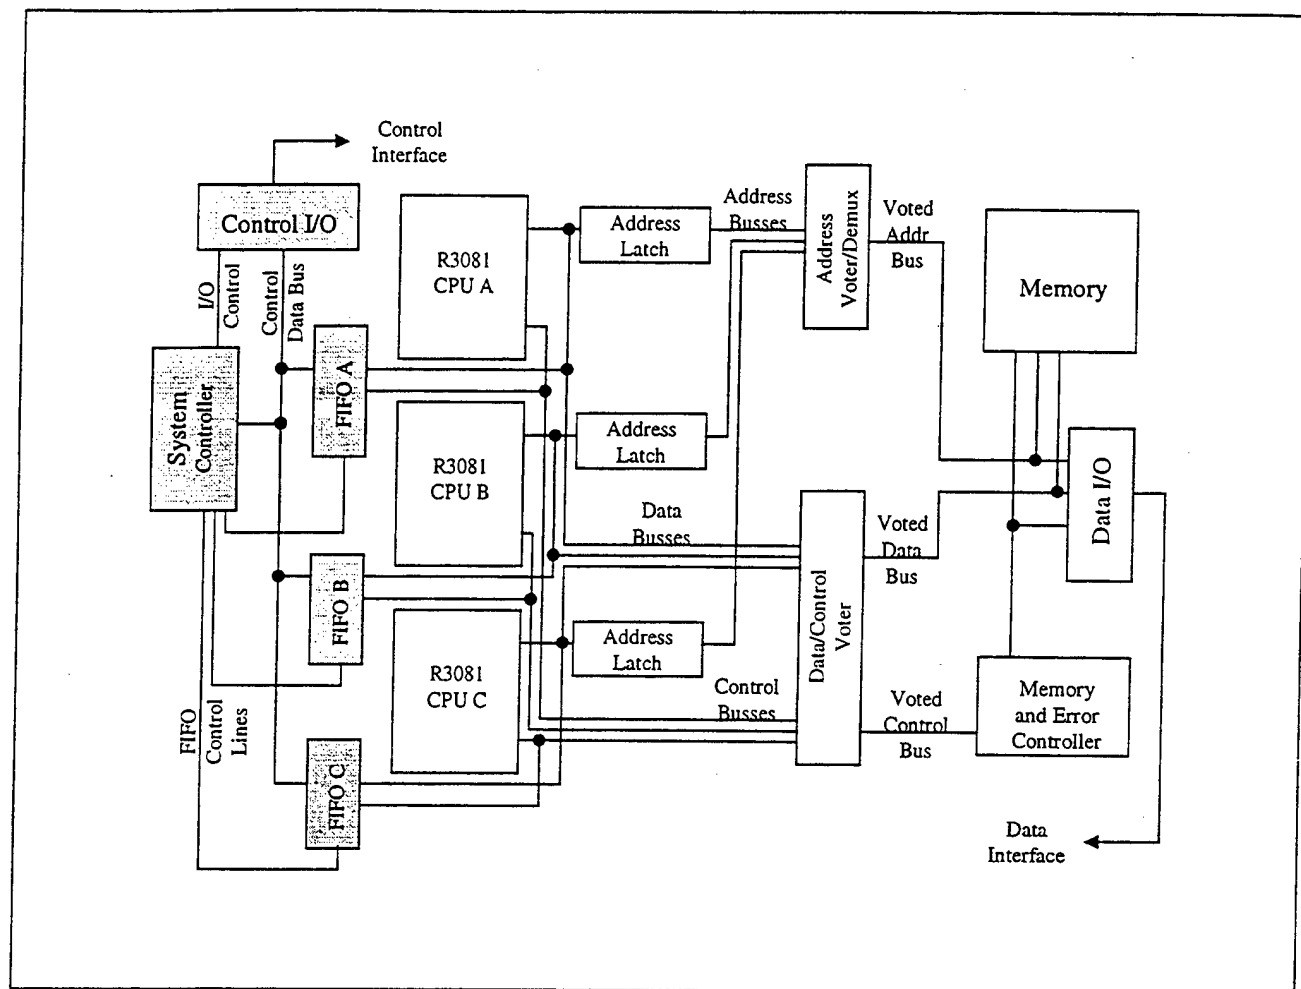 Control
Interface
Control I/O
I/O
Control
Control
Data Bus
System
Controller
FIFO A
FIFO B
FIFO C
FIFO
Control
Lines
R3081
CPU A
R3081
CPU B
R3081
CPU C
Address
Latch
Address
Latch
Address
Latch
Address
Busses
Data
Busses
Control
Busses
Address
Voter/Demux
Data/Control
Voter
Voted
Addr
Bus
Voted
Data
Bus
Voted
Control
Bus
Memory
Data I/O
Memory
and Error
Controller
Data
Interface